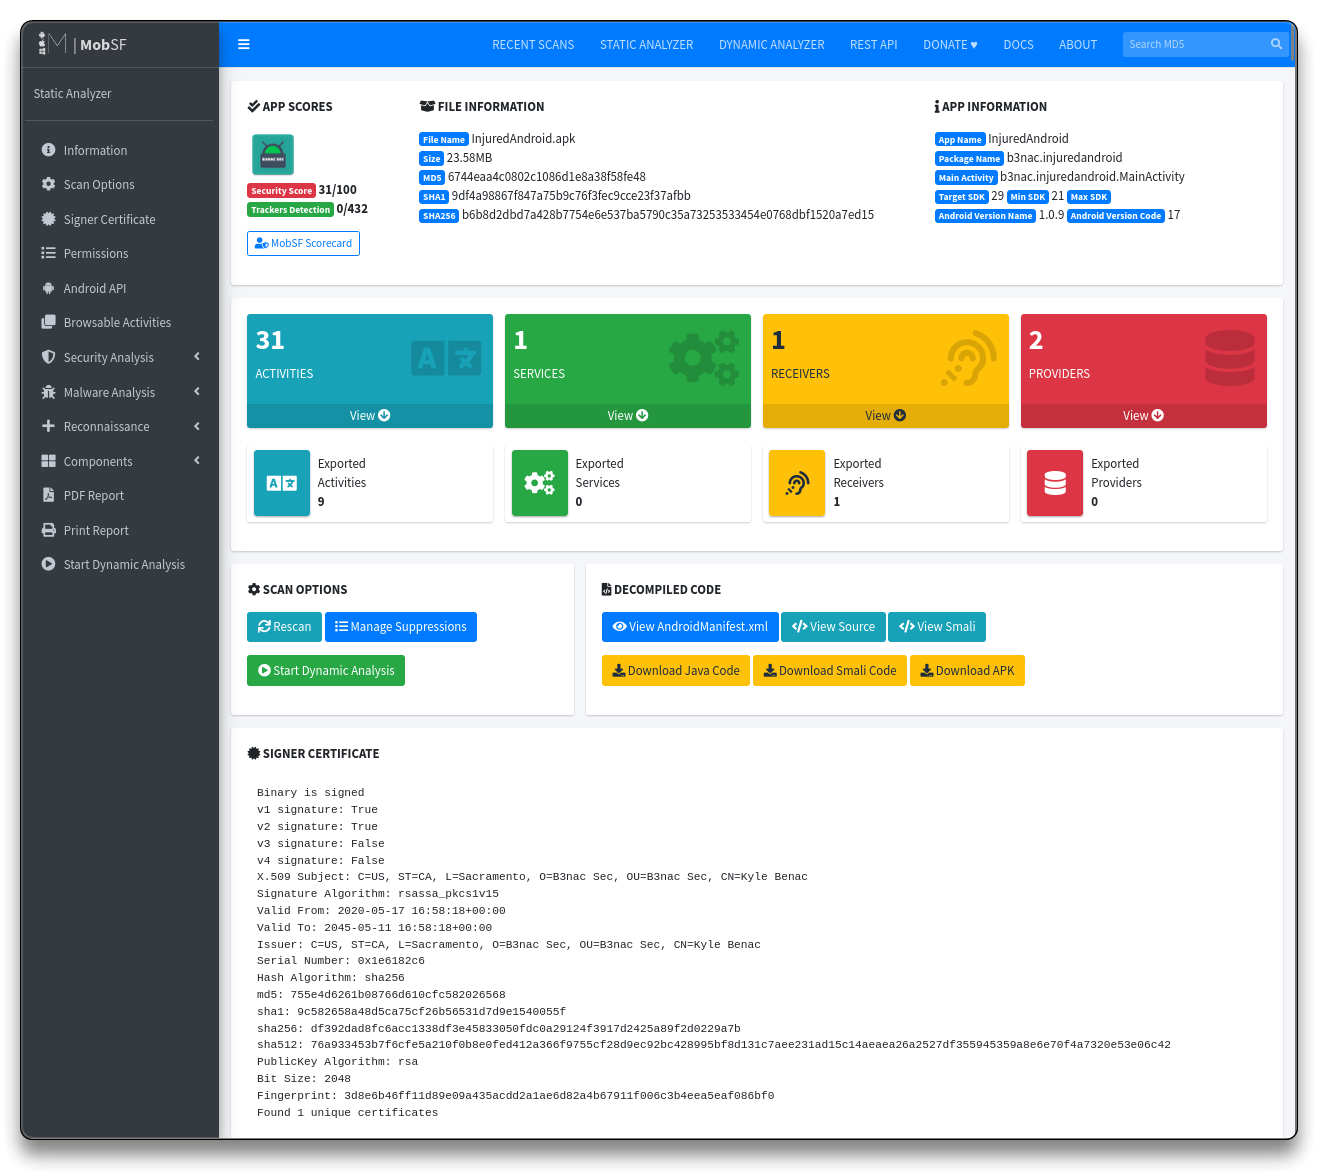 M | MobSF
RECENT SCANS STATIC ANALYZER DYNAMIC ANALYZER REST API DONATE ♥ DOCS ABOUT Search MD5
Static Analyzer
Information
Scan Options
Signer Certificate
Permissions
Android API
Browsable Activities
Security Analysis
Malware Analysis
Reconnaissance
Components
PDF Report
Print Report
Start Dynamic Analysis
APP SCORES
Security Score 31/100
Trackers Detection 0/432
MobSF Scorecard
FILE INFORMATION
File Name InjuredAndroid.apk
Size 23.58MB
MD5 6744eaa4c0802c1086d1e8a38f58fe48
SHA1 9df4a98867f847a75b9c76f3fec9cce23f37afbb
SHA256 b6b8d2dbd7a428b7754e6e537ba5790c35a73253533454e0768dbf1520a7ed15
APP INFORMATION
App Name InjuredAndroid
Package Name b3nac.injuredandroid
Main Activity b3nac.injuredandroid.MainActivity
Target SDK 29 Min SDK 21 Max SDK
Android Version Name 1.0.9 Android Version Code 17
31
ACTIVITIES
View
1
SERVICES
View
1
RECEIVERS
View
2
PROVIDERS
View
Exported
Activities
9
Exported
Services
0
Exported
Receivers
1
Exported
Providers
0
SCAN OPTIONS
Rescan Manage Suppressions
Start Dynamic Analysis
DECOMPILED CODE
View AndroidManifest.xml View Source View Smali
Download Java Code Download Smali Code Download APK
SIGNER CERTIFICATE
Binary is signed
v1 signature: True
v2 signature: True
v3 signature: False
v4 signature: False
X.509 Subject: C=US, ST=CA, L=Sacramento, O=B3nac Sec, OU=B3nac Sec, CN=Kyle Benac
Signature Algorithm: rsassa_pkcs1v15
Valid From: 2020-05-17 16:58:18+00:00
Valid To: 2045-05-11 16:58:18+00:00
Issuer: C=US, ST=CA, L=Sacramento, O=B3nac Sec, OU=B3nac Sec, CN=Kyle Benac
Serial Number: 0x1e6182c6
Hash Algorithm: sha256
md5: 755e4d6261b08766d610cfc582026568
sha1: 9c582658a48d5ca75cf26b56531d7d9e1540055f
sha256: df392dad8fc6acc1338df3e45833050fdc0a29124f3917d2425a89f2d0229a7b
sha512: 76a933453b7f6cfe5a210f0b8e0fed412a366f9755cf28d9ec92bc428995bf8d131c7aee231ad15c14aeaea26a2527df355945359a8e6e70f4a7320e53e06c42
PublicKey Algorithm: rsa
Bit Size: 2048
Fingerprint: 3d8e6b46ff11d89e09a435acdd2a1ae6d82a4b67911f006c3b4eea5eaf086bf0
Found 1 unique certificates